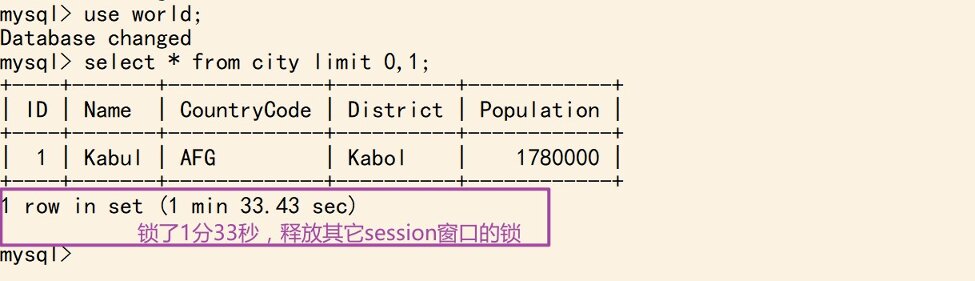 mysql> use world;
Database changed
mysql> select * from city limit 0,1;
+----+-------+-------------+----------+------------+
| ID | Name  | CountryCode | District | Population |
+----+-------+-------------+----------+------------+
|  1 | Kabul | AFG         | Kabol    |    1780000 |
+----+-------+-------------+----------+------------+
1 row in set (1 min 33.43 sec)
锁了1分33秒，释放其它session窗口的锁
mysql>